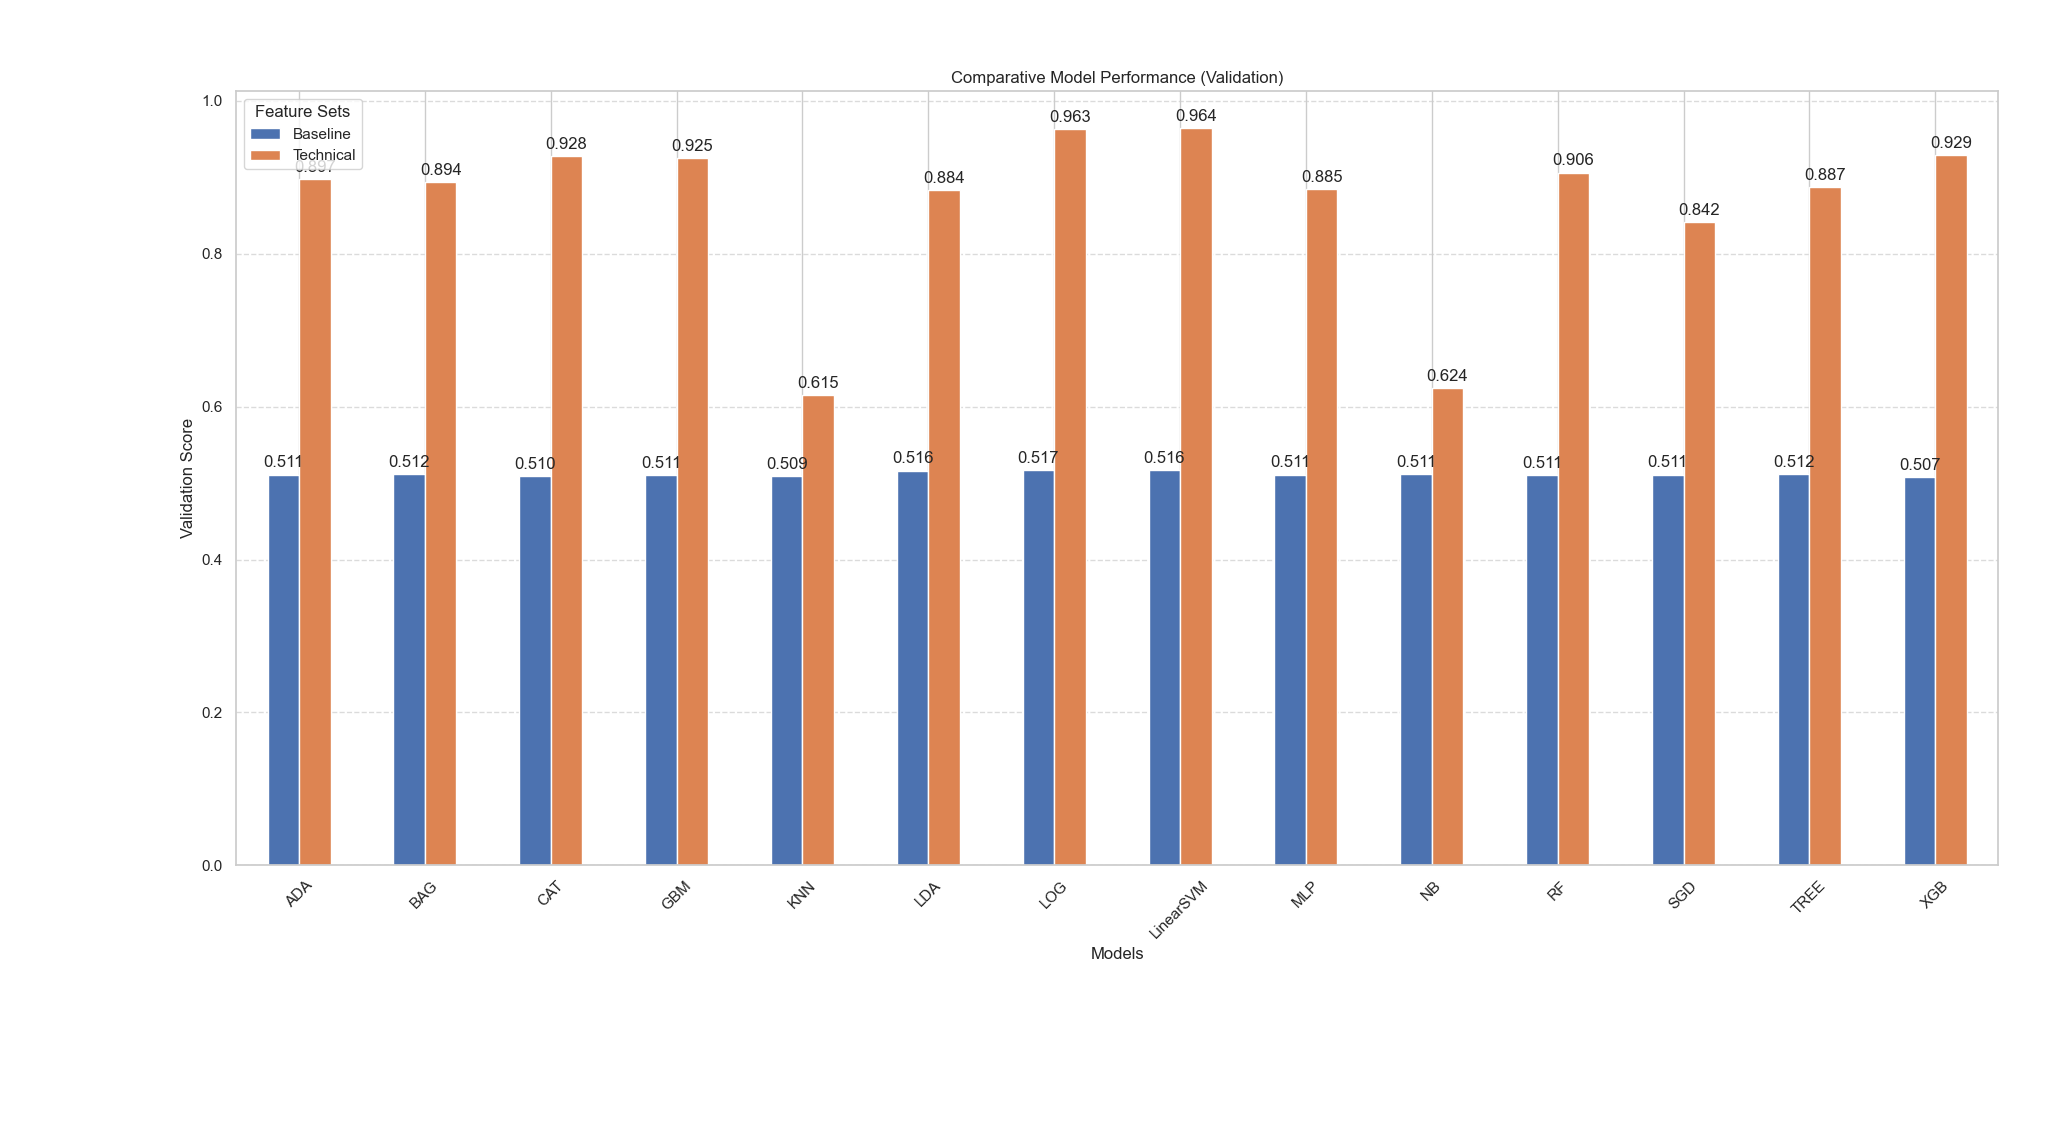 Comparative Model Performance (Validation)
Feature Sets
Baseline
Technical
Validation Score
1.0
0.8
0.6
0.4
0.2
0.0
0.511 0.897
0.512 0.894
0.510 0.928
0.511 0.925
0.509 0.615
0.516 0.884
0.517 0.963
0.516 0.964
0.511 0.885
0.511 0.624
0.511 0.906
0.511 0.842
0.512 0.887
0.507 0.929
ADA BAG CAT GBM KNN LDA LOG LinearSVM MLP NB RF SGD TREE XGB
Models